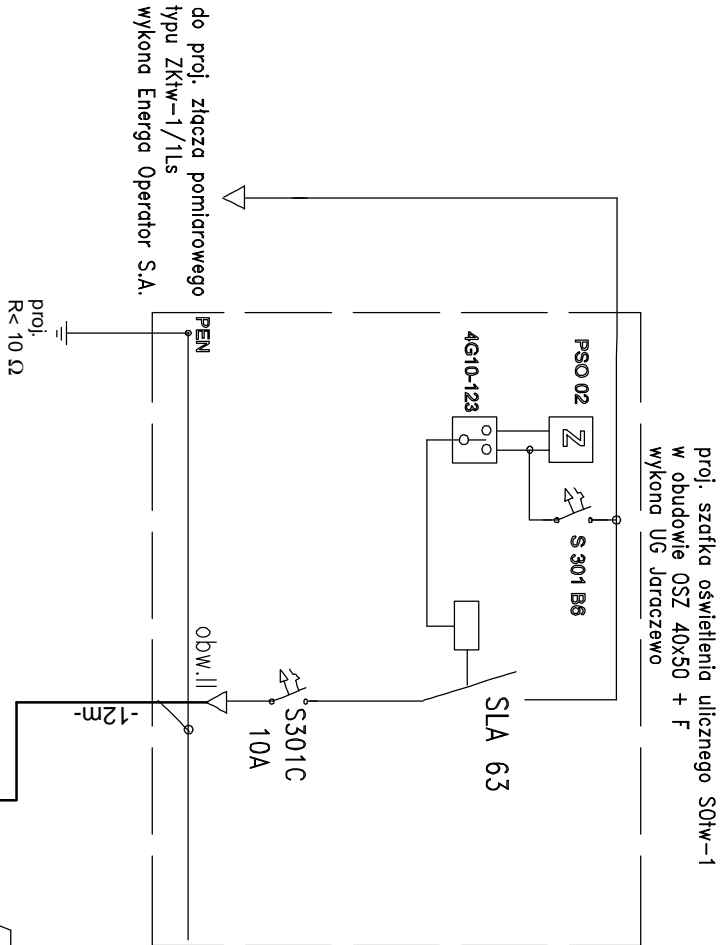 proj. szafka oświetlenia ulicznego SOtw-1
w obudowie OSZ 40x50 + F
wykona UG Jaraczewo
PSO 02
Z
S 301 B6
4G10-123
SLA 63
S301C
10A
obw.II
-12m-
PEN
do proj. złącza pomiarowego
typu ZKtw-1/1Ls
wykona Energa Operator S.A.
proj.
R< 10 Ω